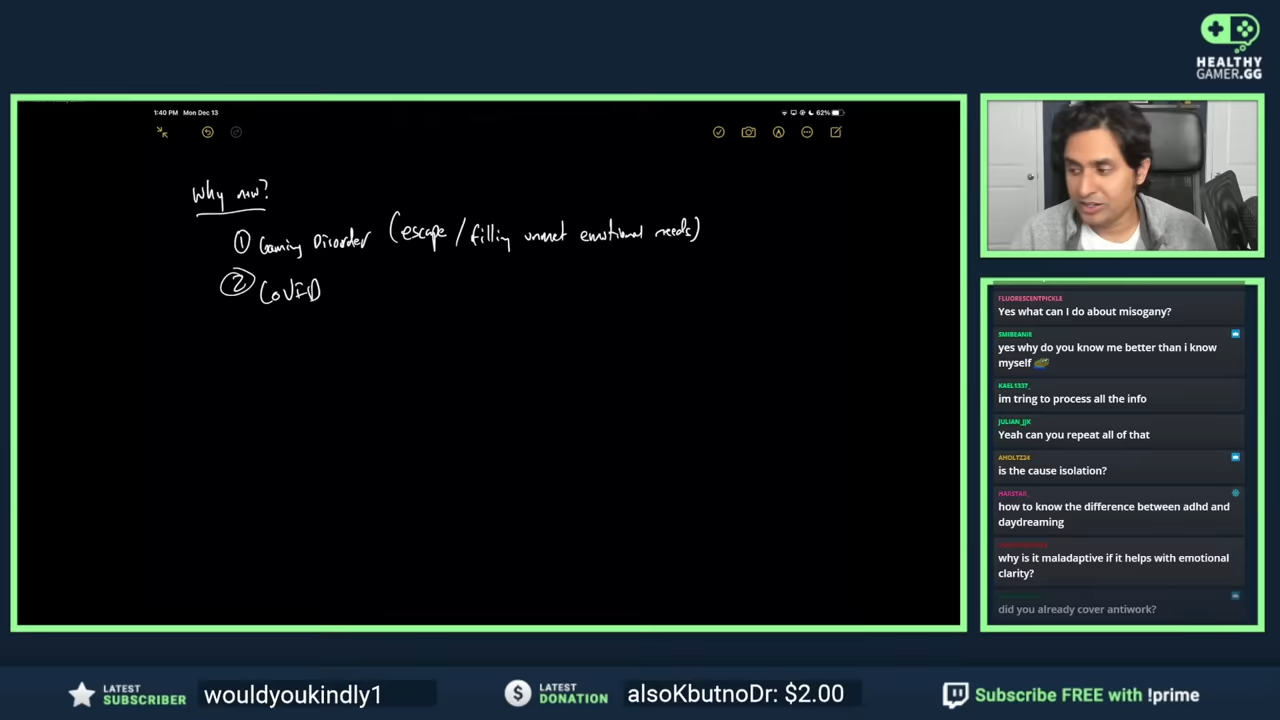 HEALTHY
GAMER.GG
1:40 PM Mon Dec 13
62%
Why now?
① Gaming Disorder (escape / filling unmet emotional needs)
② COVID
FLUORESCENTPICKLE
Yes what can I do about misogany?
SMIBEANIE
yes why do you know me better than i know
myself
KAEL1337_
im tring to process all the info
JULIAN_JJX
Yeah can you repeat all of that
AHOLTZ24
is the cause isolation?
HARSTAR_
how to know the difference between adhd and
daydreaming
why is it maladaptive if it helps with emotional
clarity?
did you already cover antiwork?
LATEST
SUBSCRIBER
wouldyoukindly1
LATEST
DONATION
alsoKbutnoDr: $2.00
Subscribe FREE with !prime